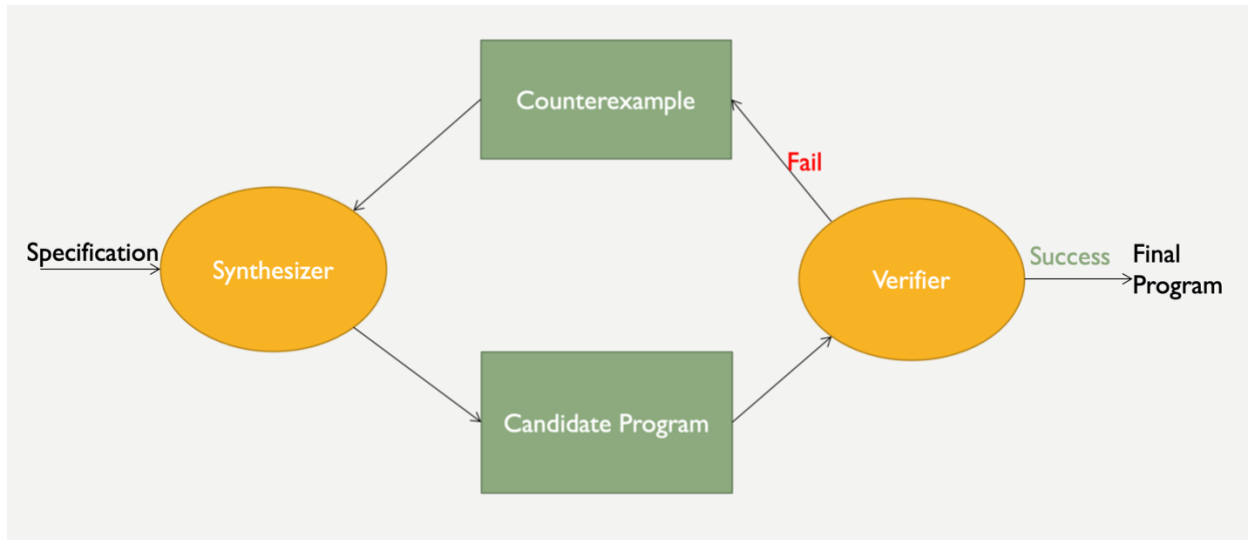 Counterexample
Fail
Specification
Synthesizer
Verifier
Success
Final
Program
Candidate Program